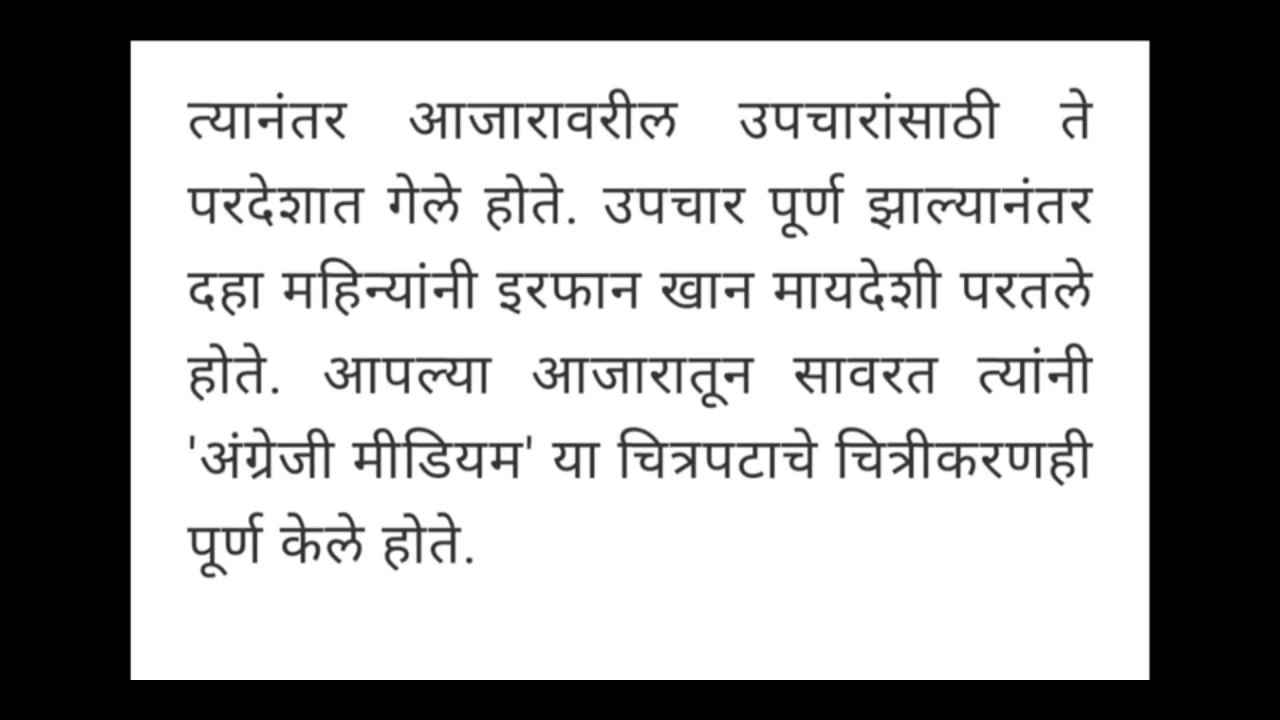 त्यानंतर आजारावरील उपचारांसाठी ते
परदेशात गेले होते. उपचार पूर्ण झाल्यानंतर
दहा महिन्यांनी इरफान खान मायदेशी परतले
होते. आपल्या आजारातून सावरत त्यांनी
'अंग्रेजी मीडियम' या चित्रपटाचे चित्रीकरणही
पूर्ण केले होते.